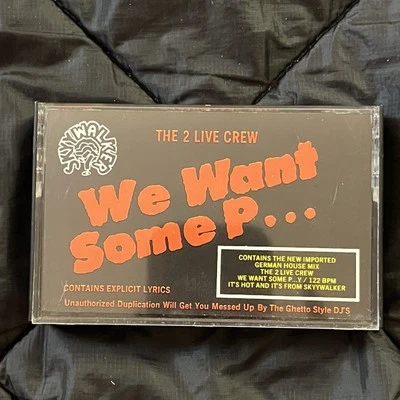 SKYYWALKER
THE 2 LIVE CREW
We Want
Some P...
CONTAINS THE NEW IMPORTED
GERMAN HOUSE MIX
THE 2 LIVE CREW
WE WANT SOME P...Y / 122 BPM
IT'S HOT AND IT'S FROM SKYYWALKER
CONTAINS EXPLICIT LYRICS
Unauthorized Duplication Will Get You Messed Up By The Ghetto Style DJ'S